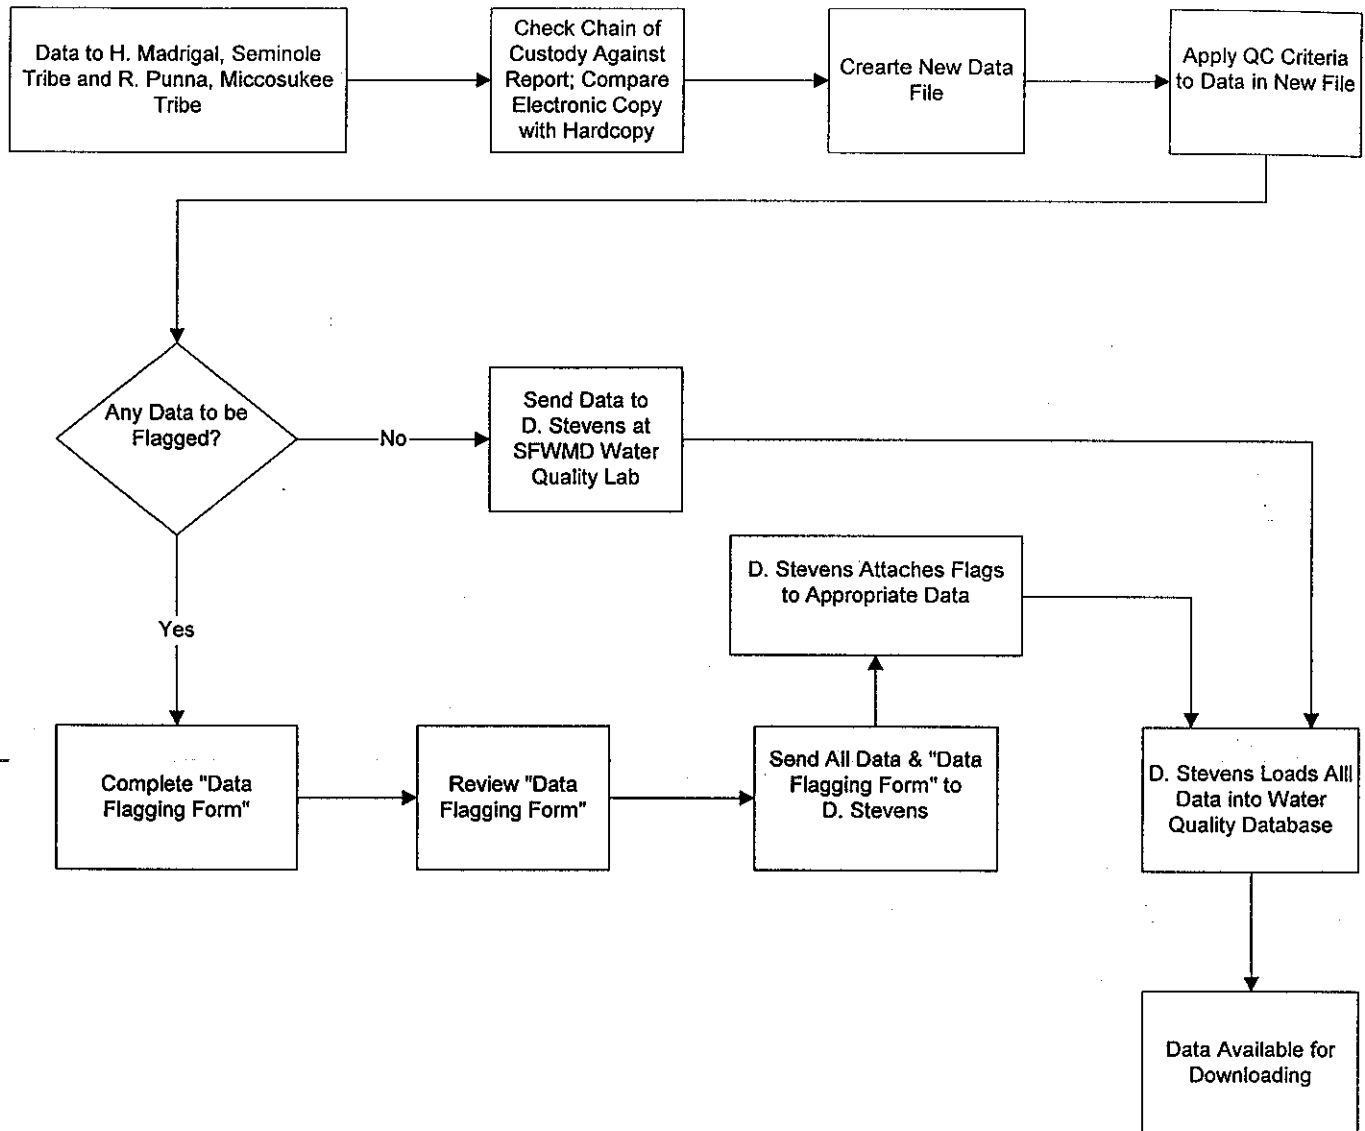 Data to H. Madrigal, Seminole
Tribe and R. Punna, Miccosukee
Tribe
Check Chain of
Custody Against
Report; Compare
Electronic Copy
with Hardcopy
Crearte New Data
File
Apply QC Criteria
to Data in New File
Any Data to be
Flagged?
No
Send Data to
D. Stevens at
SFWMD Water
Quality Lab
Yes
D. Stevens Attaches Flags
to Appropriate Data
Complete "Data
Flagging Form"
Review "Data
Flagging Form"
Send All Data & "Data
Flagging Form" to
D. Stevens
D. Stevens Loads Alll
Data into Water
Quality Database
Data Available for
Downloading